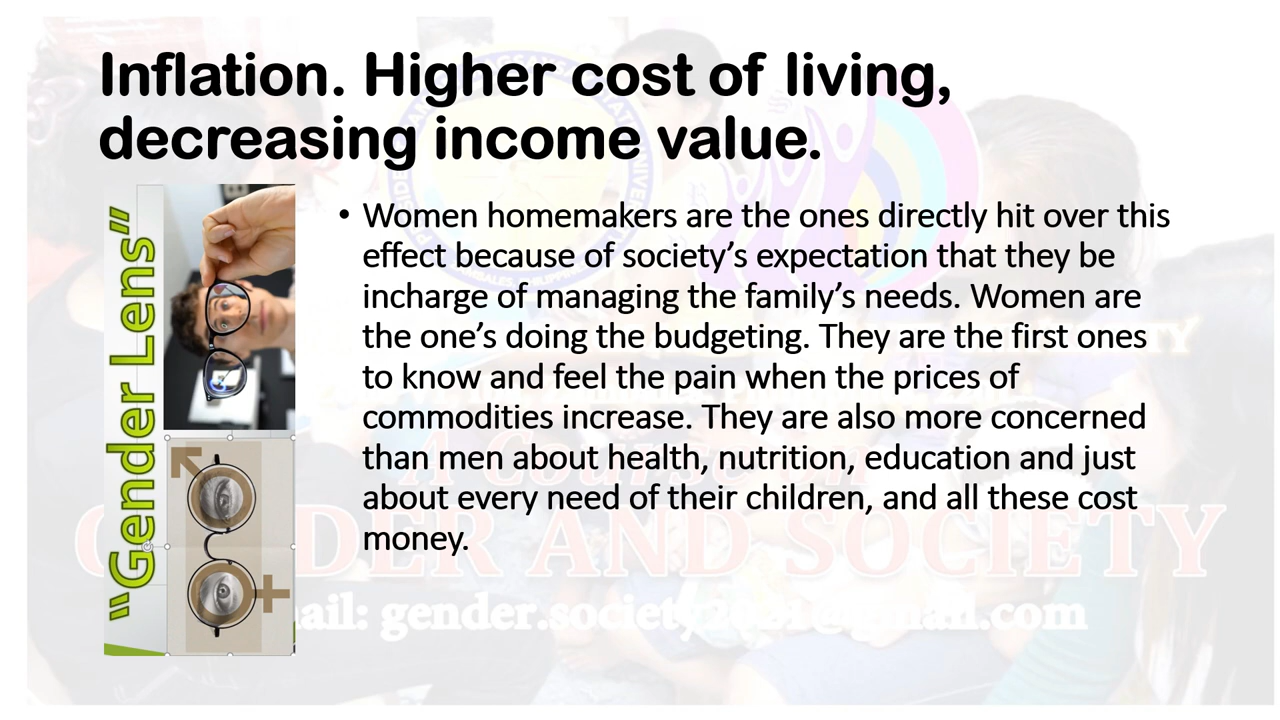 Inflation. Higher cost of living,
decreasing income value.
“Gender Lens”
• Women homemakers are the ones directly hit over this
effect because of society’s expectation that they be
incharge of managing the family’s needs. Women are
the one’s doing the budgeting. They are the first ones
to know and feel the pain when the prices of
commodities increase. They are also more concerned
than men about health, nutrition, education and just
about every need of their children, and all these cost
money.
A Course in
GENDER AND SOCIETY